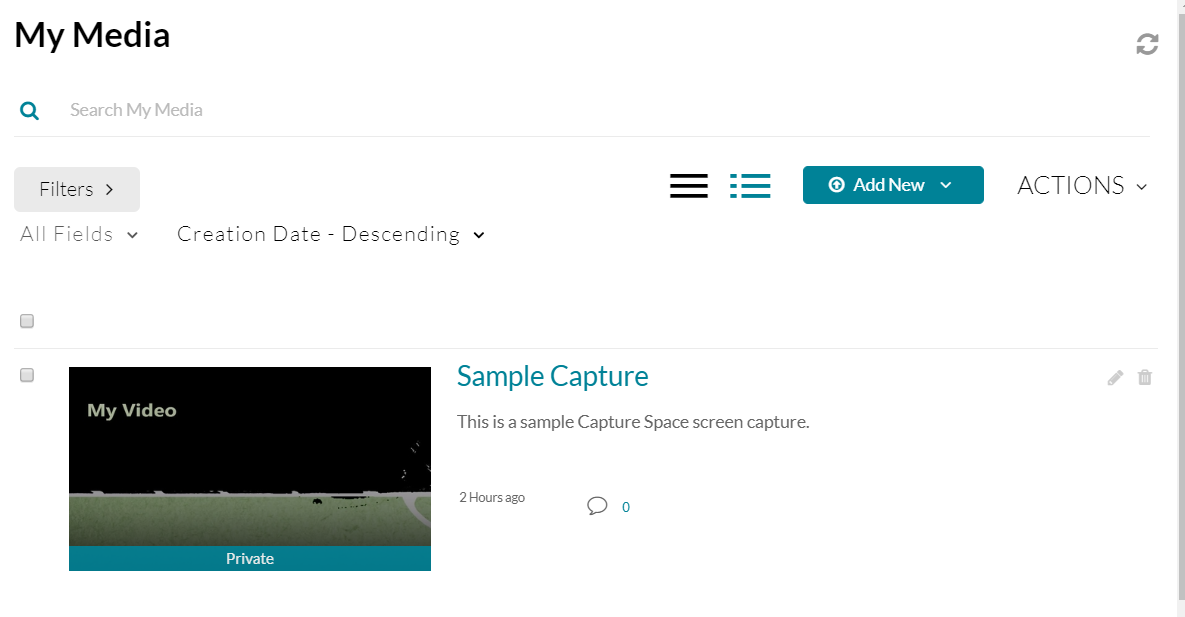 My Media
Search My Media
Filters
Add New
ACTIONS
All Fields
Creation Date - Descending
My Video
Sample Capture
This is a sample Capture Space screen capture.
2 Hours ago
0
Private